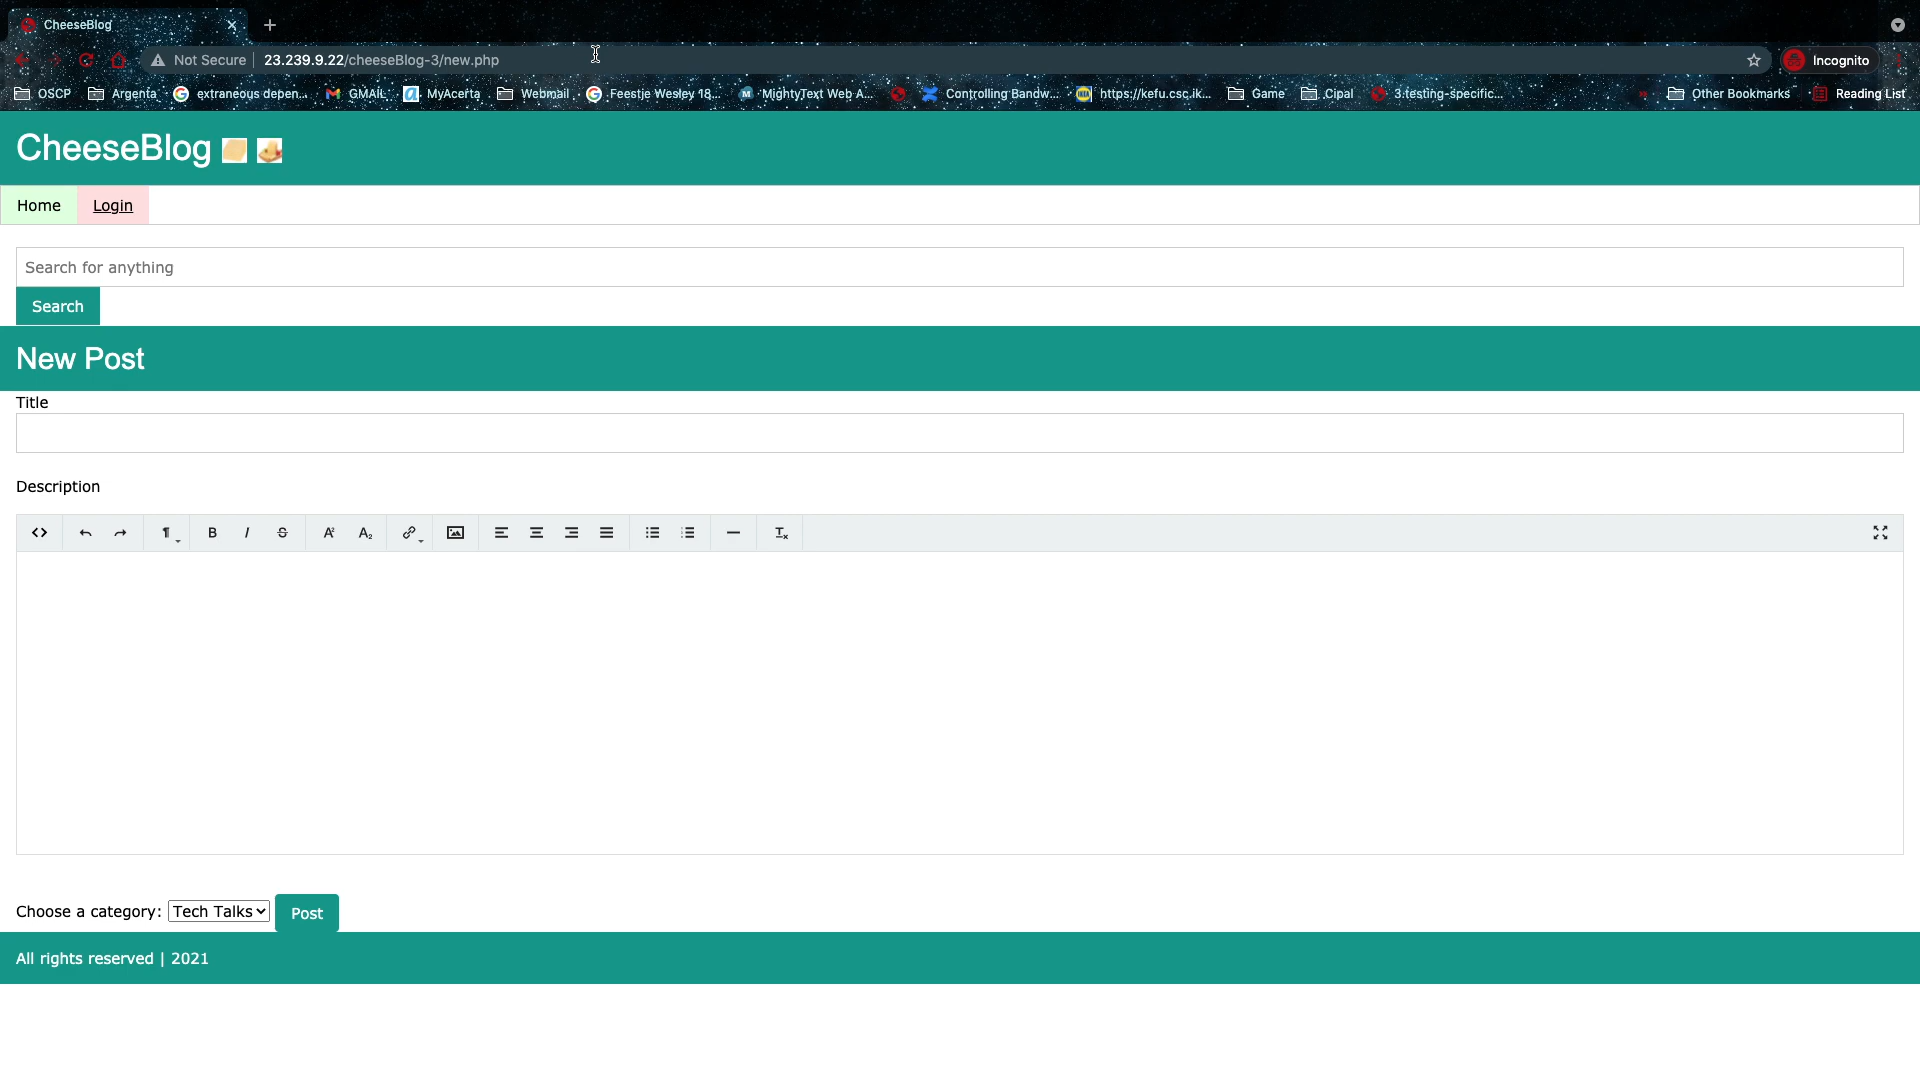 CheeseBlog
Not Secure
23.239.9.22/cheeseBlog-3/new.php
Incognito
OSCP
Argenta
extraneous depen...
GMAIL
MyAcerta
Webmail
Feestje Wesley 18...
MightyText Web A...
Controlling Bandw...
https://kefu.csc.ik...
Game
Cipal
3.testing-specific...
»
Other Bookmarks
Reading List
CheeseBlog
Home
Login
Search for anything
Search
New Post
Title
Description
Choose a category:
Tech Talks
Post
All rights reserved | 2021